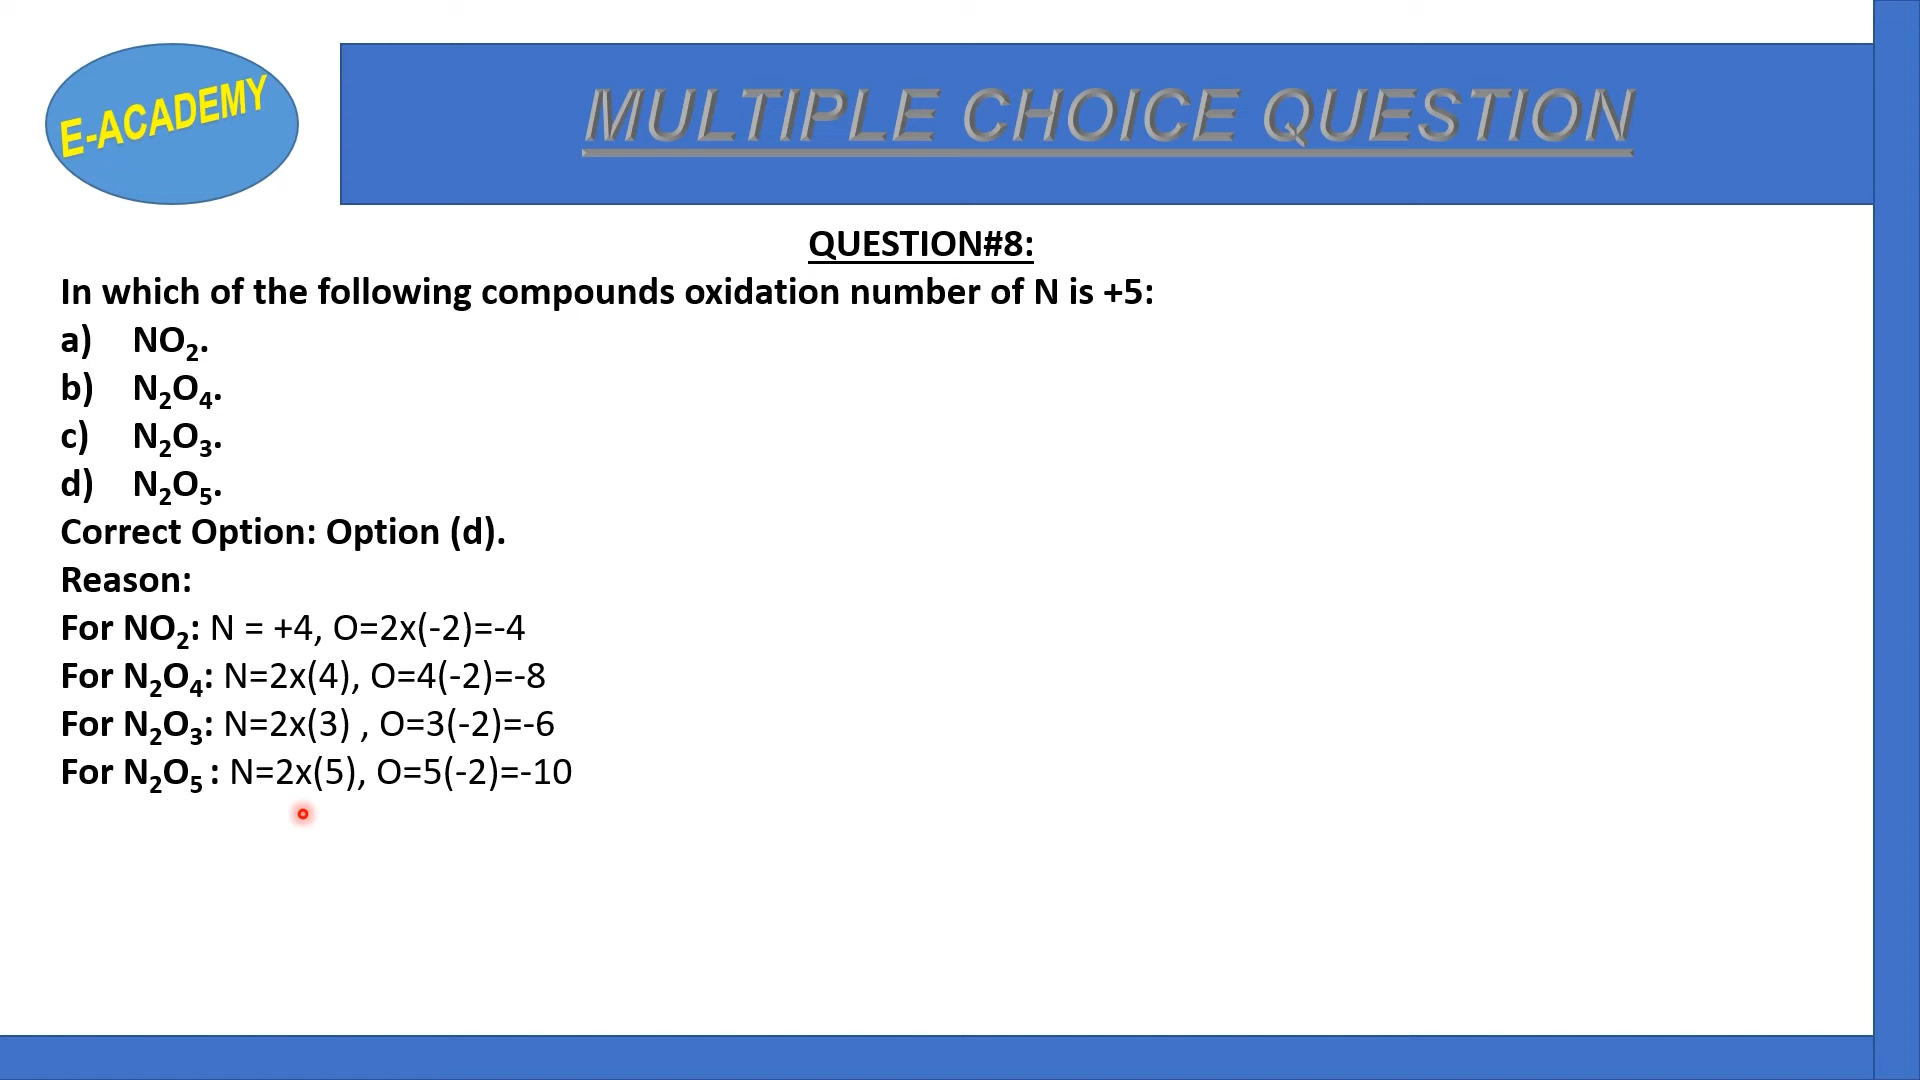 E-ACADEMY
MULTIPLE CHOICE QUESTION
QUESTION#8:
In which of the following compounds oxidation number of N is +5:
a) NO₂.
b) N₂O₄.
c) N₂O₃.
d) N₂O₅.
Correct Option: Option (d).
Reason:
For NO₂: N = +4, O=2x(-2)=-4
For N₂O₄: N=2x(4), O=4(-2)=-8
For N₂O₃: N=2x(3) , O=3(-2)=-6
For N₂O₅ : N=2x(5), O=5(-2)=-10